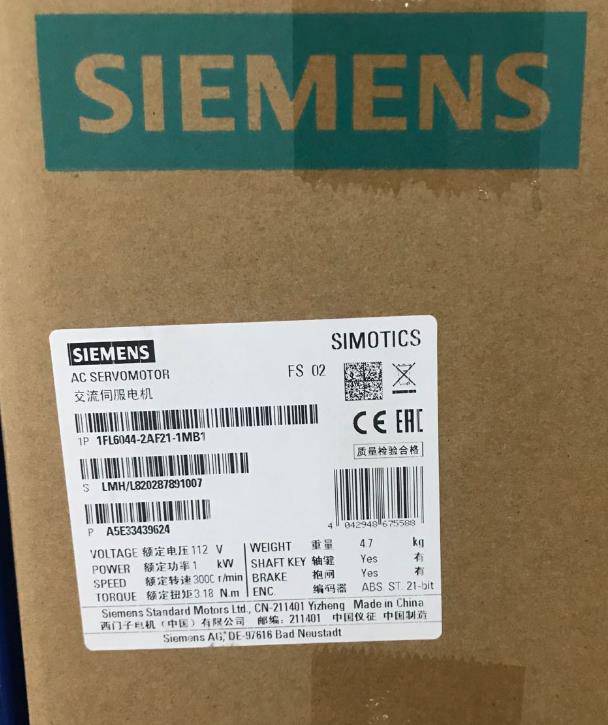 SIEMENS
SIEMENS
SIMOTICS
AC SERVOMOTOR
FS 02
交流伺服电机
1P 1FL6044-2AF21-1MB1
CE EAC
质量检验合格
S LMH/L820287891007
P A5E33439624
4 042948 675588
VOLTAGE 额定电压 112 V
POWER 额定功率 1 kW
SPEED 额定转速 3000 r/min
TORQUE 额定扭矩 3.18 N.m
WEIGHT 重量 4.7 kg
SHAFT KEY 轴键 Yes 有
BRAKE 抱闸 Yes 有
ENC. 编码器 ABS ST. 21-bit
Siemens Standard Motors Ltd., CN-211401 Yizheng Made in China
西门子电机（中国）有限公司 邮编：211401 中国仪征 中国制造
Siemens AG, DE-97616 Bad Neustadt